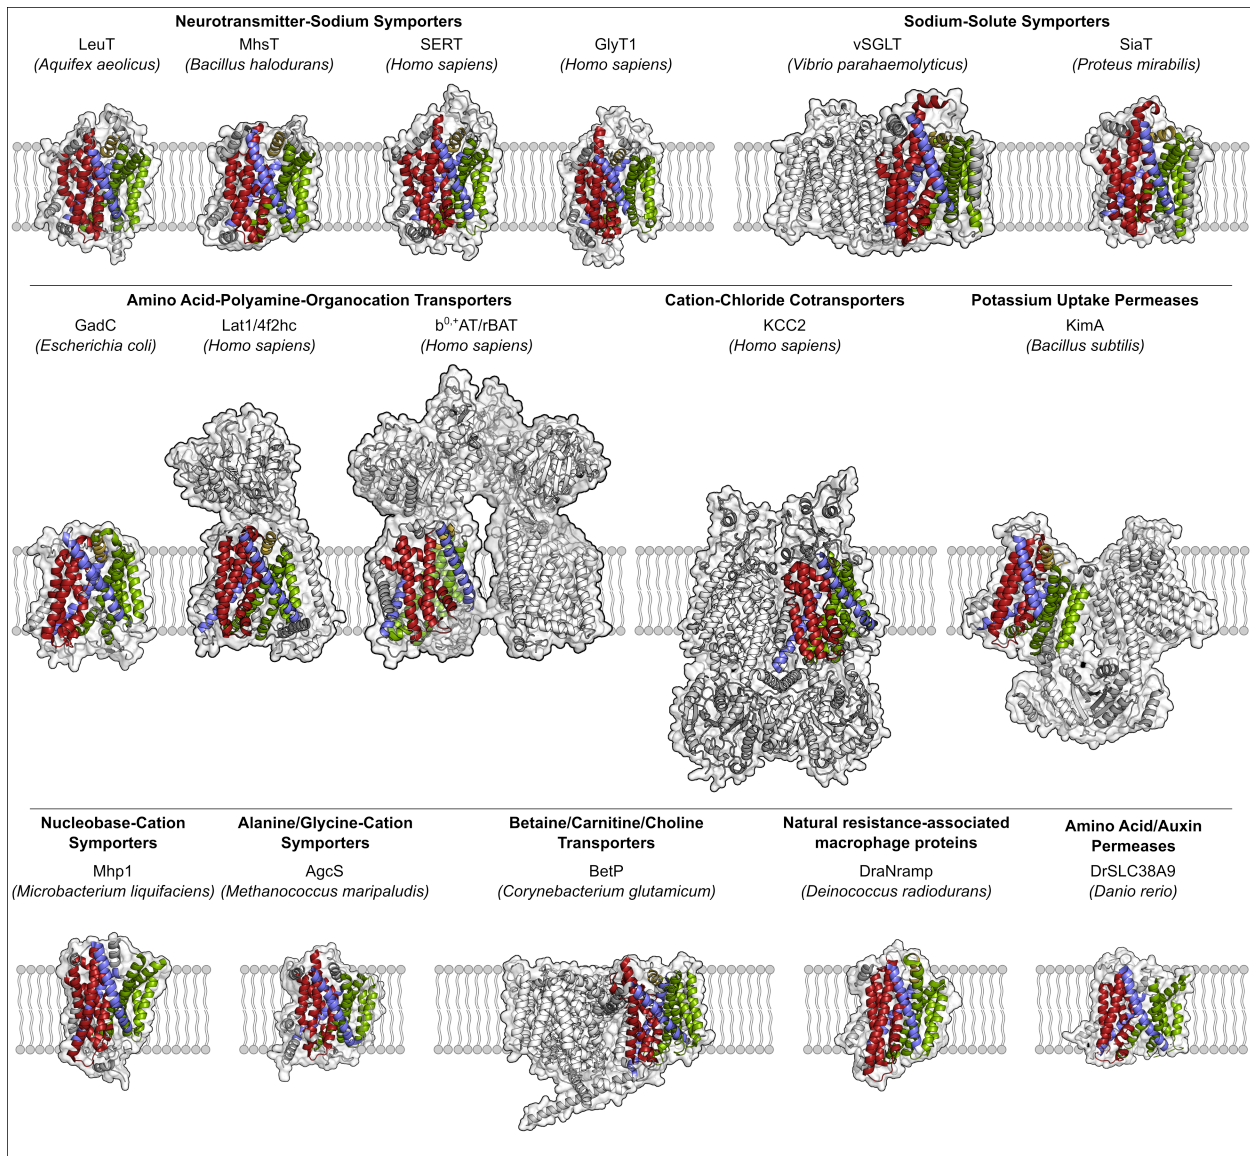 Neurotransmitter-Sodium Symporters
Sodium-Solute Symporters
LeuT
MhsT
SERT
GlyT1
vSGLT
SiaT
(Aquifex aeolicus)
(Bacillus halodurans)
(Homo sapiens)
(Homo sapiens)
(Vibrio parahaemolyticus)
(Proteus mirabilis)
Amino Acid-Polyamine-Organocation Transporters
Cation-Chloride Cotransporters
Potassium Uptake Permeases
GadC
Lat1/4f2hc
b⁰,⁺AT/rBAT
KCC2
KimA
(Escherichia coli)
(Homo sapiens)
(Homo sapiens)
(Homo sapiens)
(Bacillus subtilis)
Nucleobase-Cation
Symporters
Alanine/Glycine-Cation
Symporters
Betaine/Carnitine/Choline
Transporters
Natural resistance-associated
macrophage proteins
Amino Acid/Auxin
Permeases
Mhp1
AgcS
BetP
DraNramp
DrSLC38A9
(Microbacterium liquifaciens)
(Methanococcus maripaludis)
(Corynebacterium glutamicum)
(Deinococcus radiodurans)
(Danio rerio)